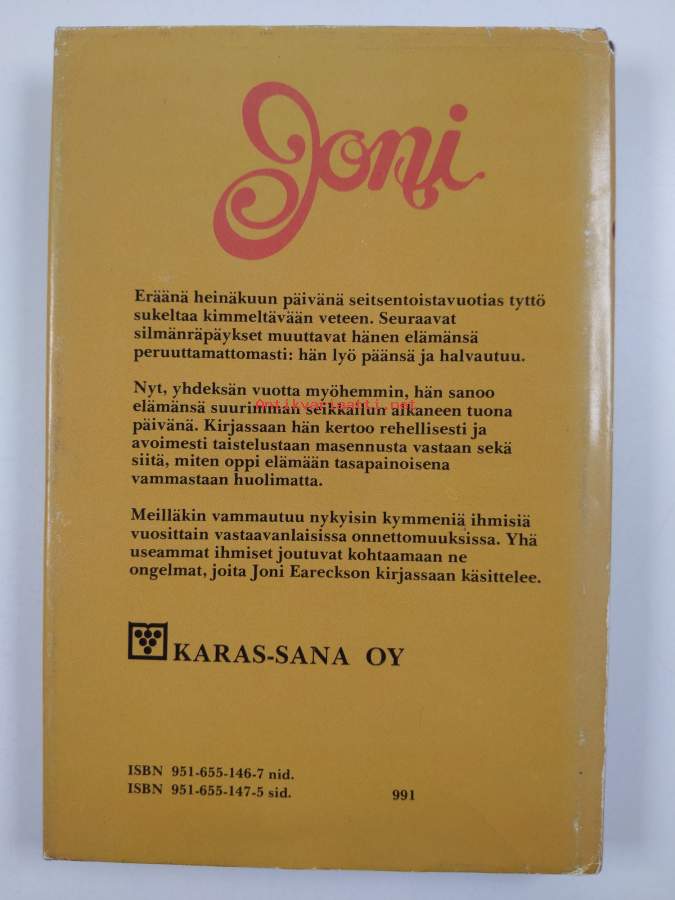 Joni
Eräänä heinäkuun päivänä seitsentoistavuotias tyttö
sukeltaa kimmeltävään veteen. Seuraavat
silmänräpäykset muuttavat hänen elämänsä
peruuttamattomasti: hän lyö päänsä ja halvautuu.
Nyt, yhdeksän vuotta myöhemmin, hän sanoo
elämänsä suurimman seikkailun alkaneen tuona
Antikvariaatti.net
päivänä. Kirjassaan hän kertoo rehellisesti ja
avoimesti taistelustaan masennusta vastaan sekä
siitä, miten oppi elämään tasapainoisena
vammastaan huolimatta.
Meilläkin vammautuu nykyisin kymmeniä ihmisiä
vuosittain vastaavanlaisissa onnettomuuksissa. Yhä
useammat ihmiset joutuvat kohtaamaan ne
ongelmat, joita Joni Eareckson kirjassaan käsittelee.
KARAS-SANA OY
ISBN 951-655-146-7 nid.
ISBN 951-655-147-5 sid.
991